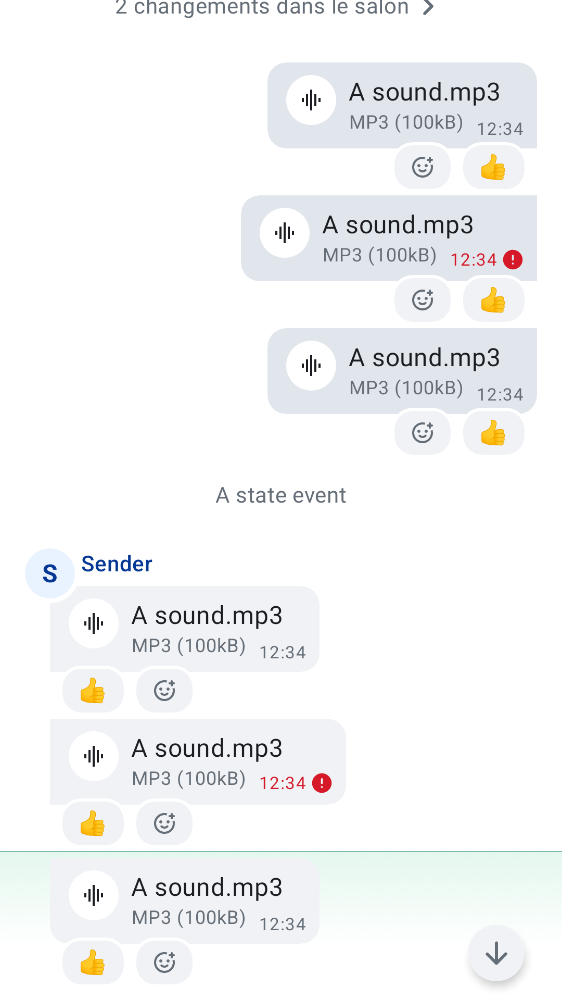 2 changements dans le salon
A sound.mp3
MP3 (100kB) 12:34
A sound.mp3
MP3 (100kB) 12:34
A sound.mp3
MP3 (100kB) 12:34
A state event
S Sender
A sound.mp3
MP3 (100kB) 12:34
A sound.mp3
MP3 (100kB) 12:34
A sound.mp3
MP3 (100kB) 12:34